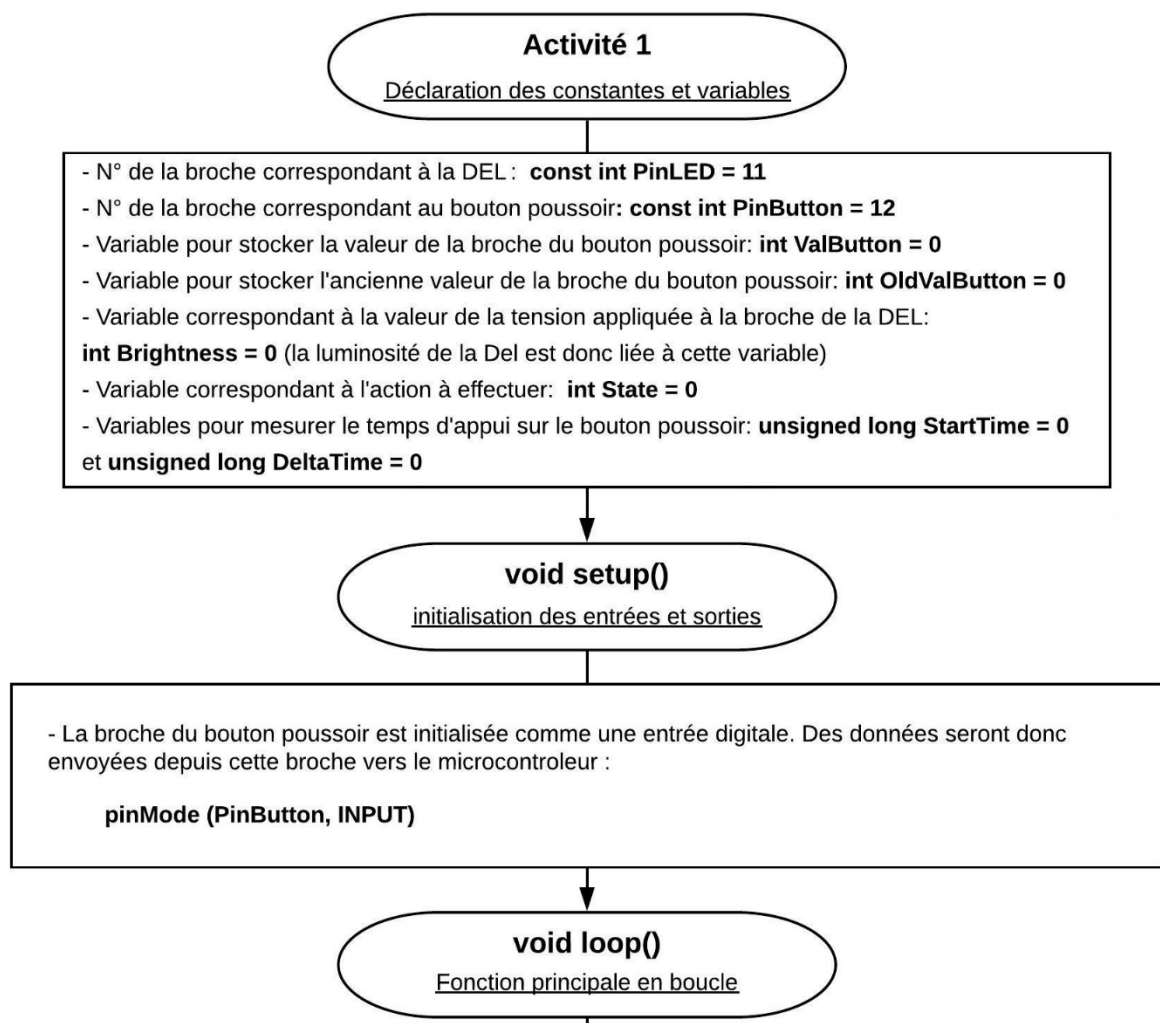 Activité 1
Déclaration des constantes et variables
- N° de la broche correspondant à la DEL : const int PinLED = 11
- N° de la broche correspondant au bouton poussoir: const int PinButton = 12
- Variable pour stocker la valeur de la broche du bouton poussoir: int ValButton = 0
- Variable pour stocker l'ancienne valeur de la broche du bouton poussoir: int OldValButton = 0
- Variable correspondant à la valeur de la tension appliquée à la broche de la DEL:
int Brightness = 0 (la luminosité de la Del est donc liée à cette variable)
- Variable correspondant à l'action à effectuer: int State = 0
- Variables pour mesurer le temps d'appui sur le bouton poussoir: unsigned long StartTime = 0
et unsigned long DeltaTime = 0
void setup()
initialisation des entrées et sorties
- La broche du bouton poussoir est initialisée comme une entrée digitale. Des données seront donc
envoyées depuis cette broche vers le microcontroleur :
pinMode (PinButton, INPUT)
void loop()
Fonction principale en boucle